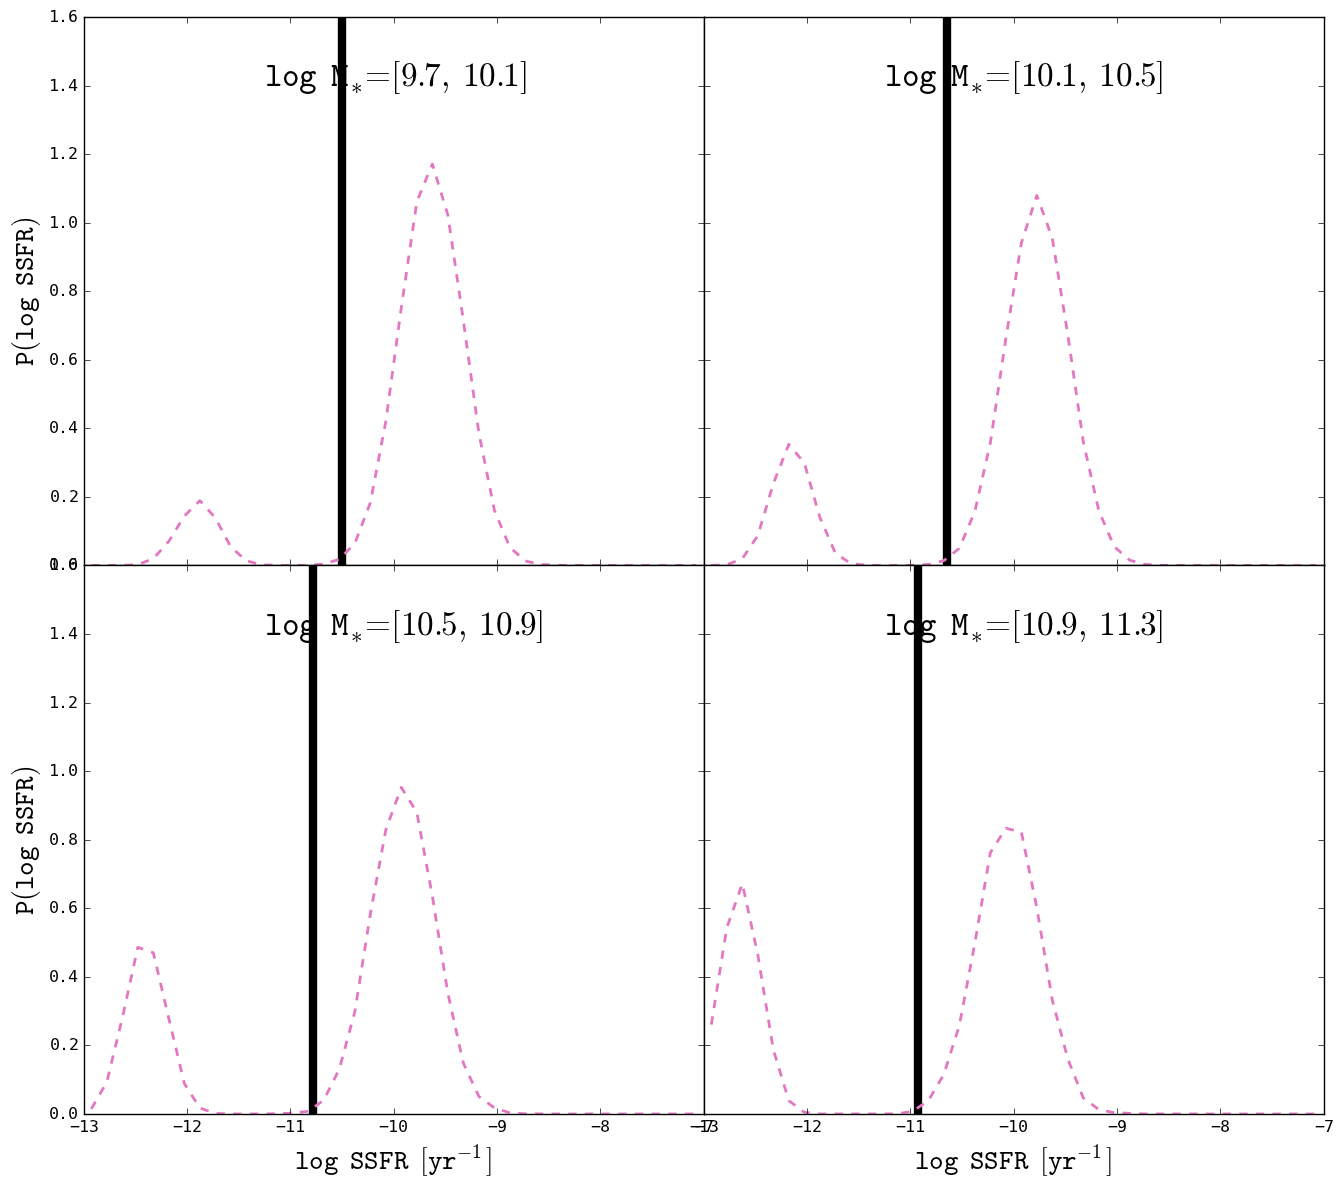 log M*=[9.7, 10.1]
log M*=[10.1, 10.5]
1.6
1.4
1.2
1.0
0.8
0.6
0.4
0.2
P(log SSFR)
log M*=[10.5, 10.9]
log M*=[10.9, 11.3]
1.4
1.2
1.0
0.8
0.6
0.4
0.2
0.0
P(log SSFR)
−13 −12 −11 −10 −9 −8
−12 −11 −10 −9 −8 −7
log SSFR [yr⁻¹]
log SSFR [yr⁻¹]